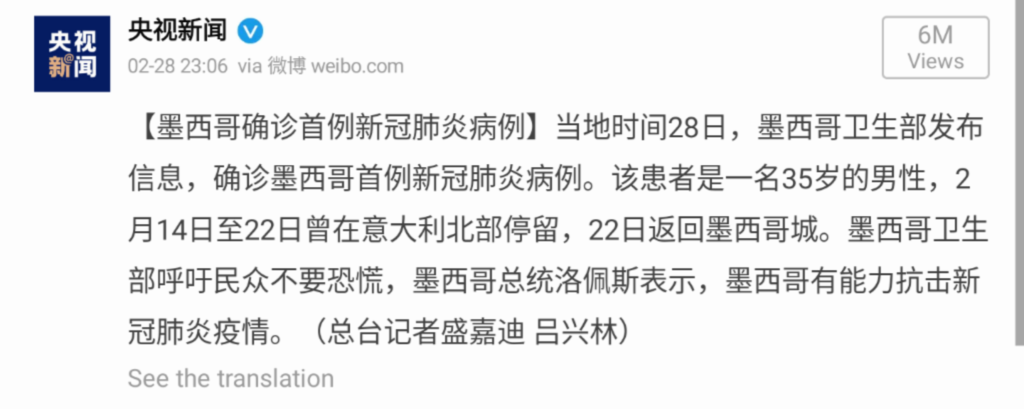 央视
新闻
央视新闻
02-28 23:06 via 微博 weibo.com
6M
Views
【墨西哥确诊首例新冠肺炎病例】当地时间28日，墨西哥卫生部发布
信息，确诊墨西哥首例新冠肺炎病例。该患者是一名35岁的男性，2
月14日至22日曾在意大利北部停留，22日返回墨西哥城。墨西哥卫生
部呼吁民众不要恐慌，墨西哥总统洛佩斯表示，墨西哥有能力抗击新
冠肺炎疫情。（总台记者盛嘉迪 吕兴林）
See the translation